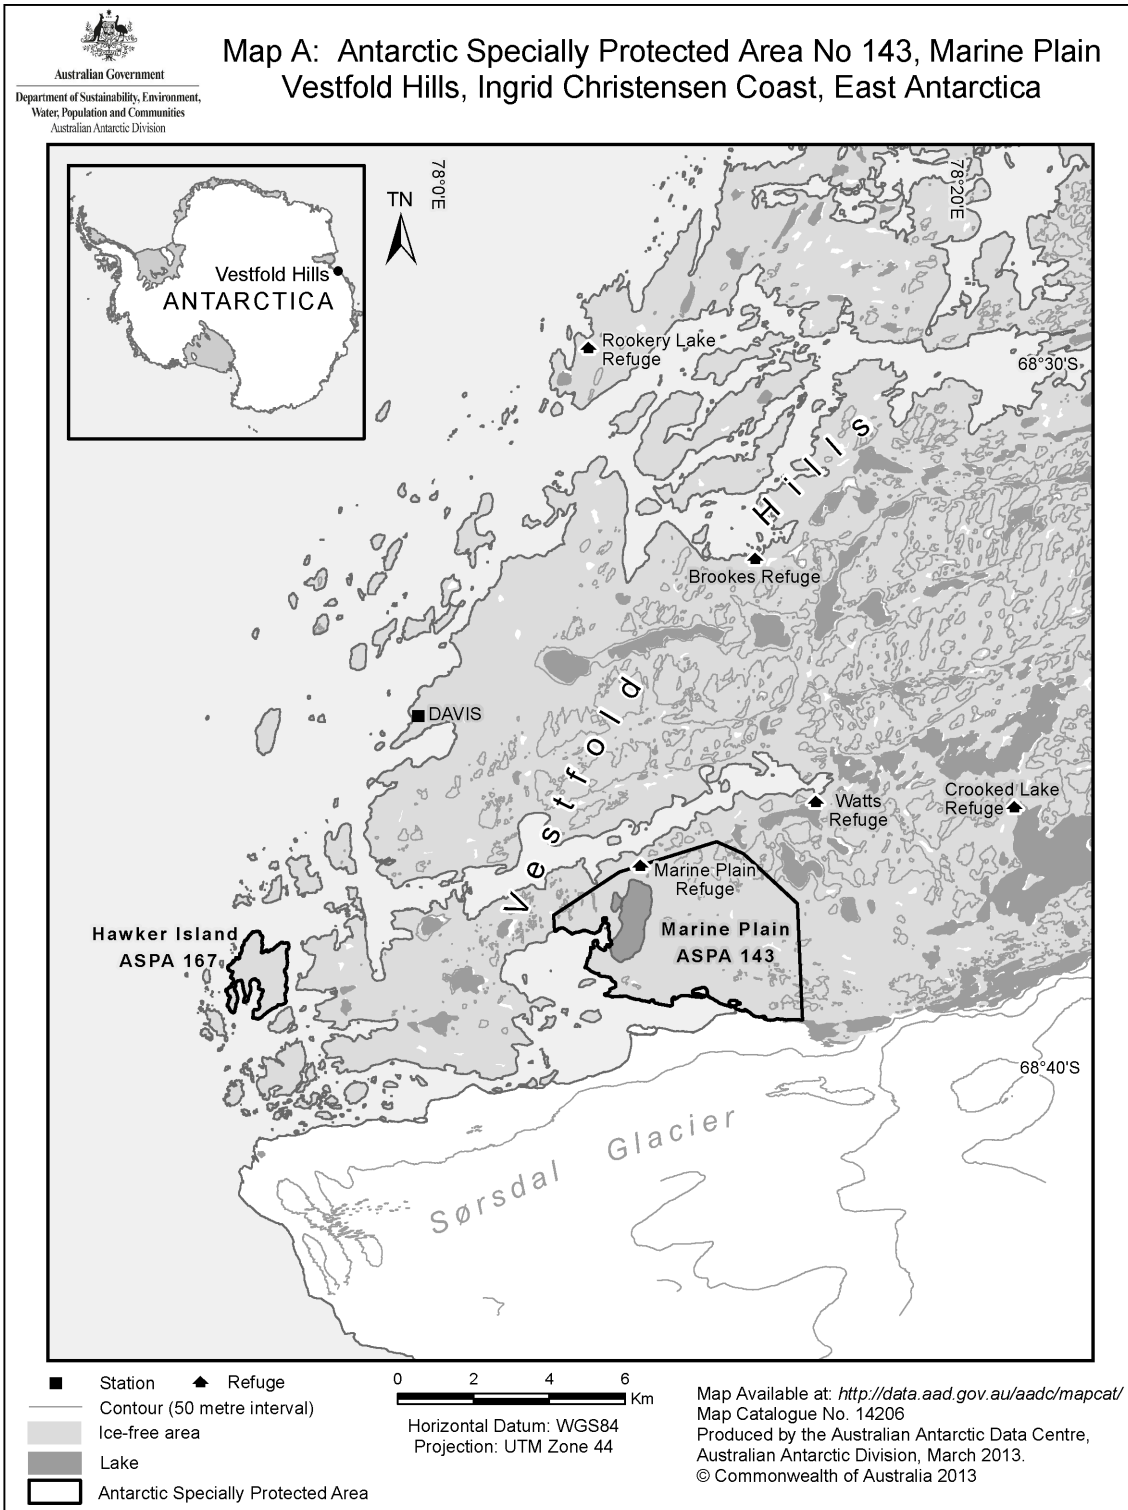 Australian Government
Department of Sustainability, Environment,
Water, Population and Communities
Australian Antarctic Division
Map A: Antarctic Specially Protected Area No 143, Marine Plain
Vestfold Hills, Ingrid Christensen Coast, East Antarctica
78°0'E
78°20'E
TN
Vestfold Hills
ANTARCTICA
Rookery Lake
Refuge
68°30'S
Vestfold Hills
Brookes Refuge
DAVIS
Watts
Refuge
Crooked Lake
Refuge
Marine Plain
Refuge
Marine Plain
ASPA 143
Hawker Island
ASPA 167
68°40'S
Sørsdal Glacier
Station
Refuge
Contour (50 metre interval)
Ice-free area
Lake
Antarctic Specially Protected Area
0 2 4 6
Km
Horizontal Datum: WGS84
Projection: UTM Zone 44
Map Available at: http://data.aad.gov.au/aadc/mapcat/
Map Catalogue No. 14206
Produced by the Australian Antarctic Data Centre,
Australian Antarctic Division, March 2013.
© Commonwealth of Australia 2013